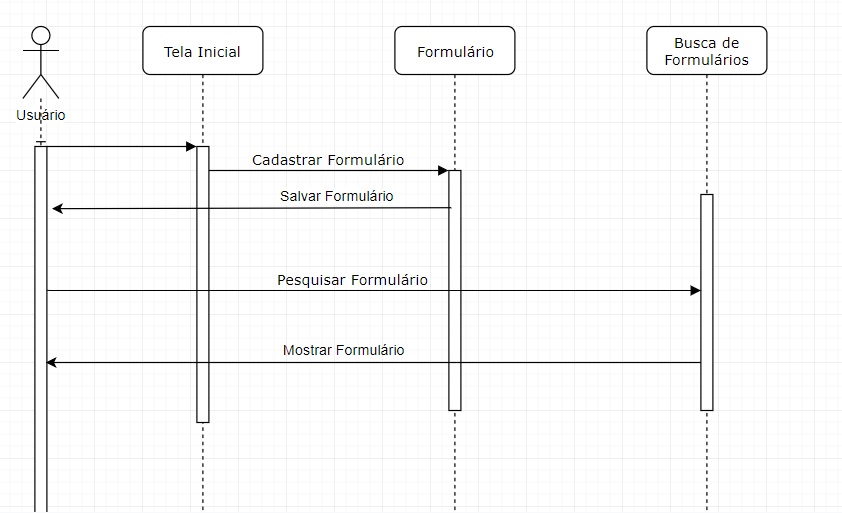 Usuário
Tela Inicial
Formulário
Busca de
Formulários
Cadastrar Formulário
Salvar Formulário
Pesquisar Formulário
Mostrar Formulário